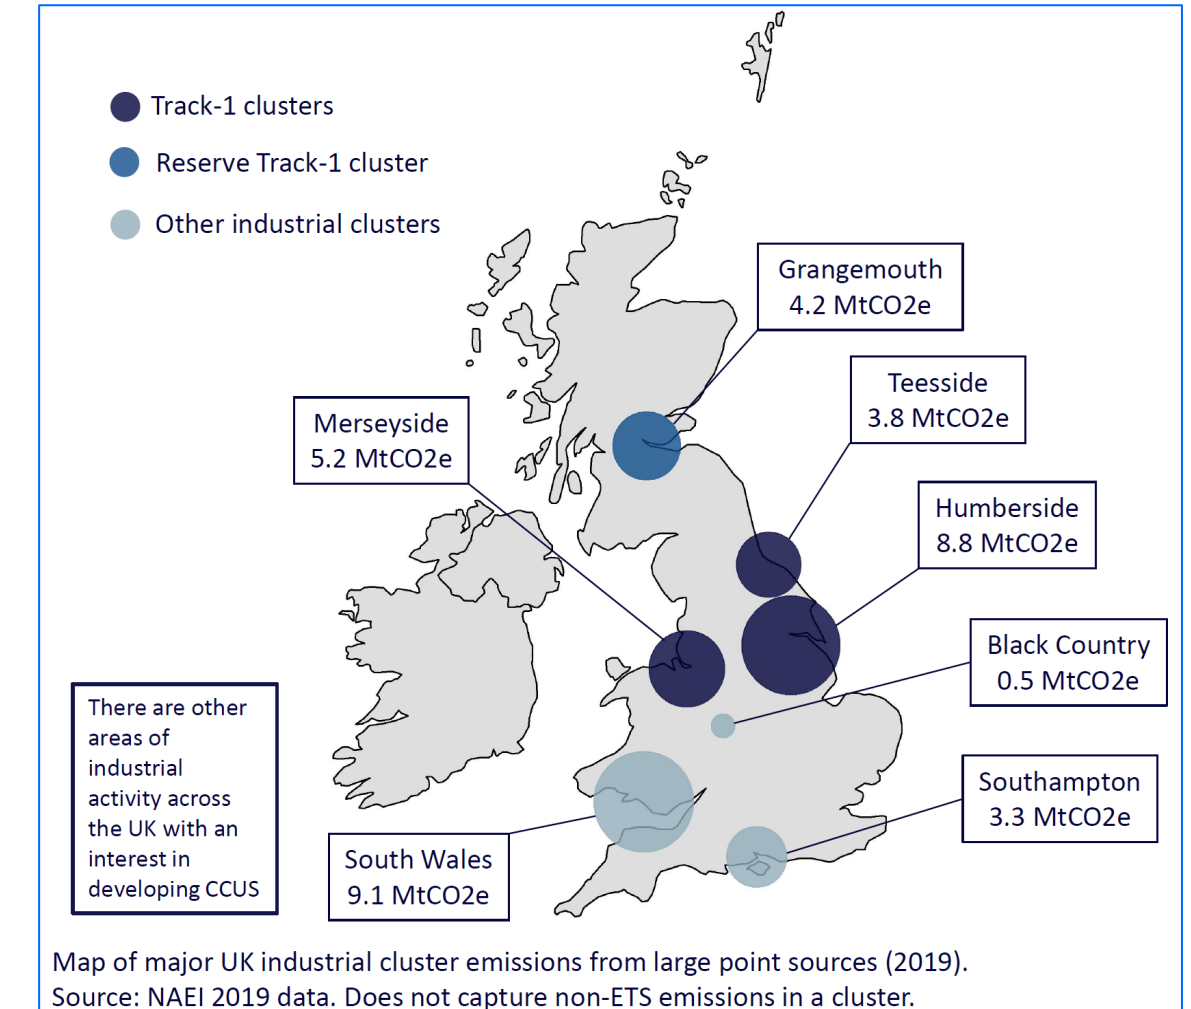 Track-1 clusters
Reserve Track-1 cluster
Other industrial clusters
Grangemouth
4.2 MtCO2e
Teesside
3.8 MtCO2e
Merseyside
5.2 MtCO2e
Humberside
8.8 MtCO2e
Black Country
0.5 MtCO2e
There are other
areas of
industrial
activity across
the UK with an
interest in
developing CCUS
Southampton
3.3 MtCO2e
South Wales
9.1 MtCO2e
Map of major UK industrial cluster emissions from large point sources (2019).
Source: NAEI 2019 data. Does not capture non-ETS emissions in a cluster.